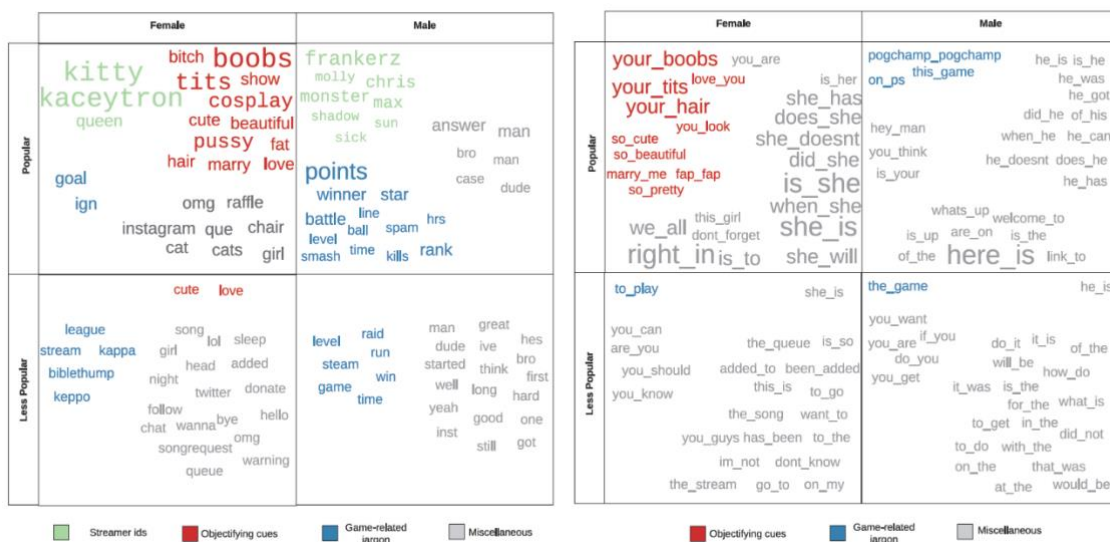 Female
Male
Popular
kitty
kaceytron
queen
bitch
boobs
tits
show
cosplay
cute
beautiful
pussy
fat
hair
marry
love
goal
ign
omg
raffle
instagram
que
chair
cat
cats
girl
frankerz
molly
chris
monster
max
shadow
sun
sick
answer
man
bro
man
case
dude
points
winner
star
battle
line
ball
spam
hrs
level
time
smash
kills
rank
Less Popular
cute
love
league
stream
kappa
biblethump
keppo
song
lol
sleep
girl
head
added
night
twitter
donate
follow
chat
wanna
bye
hello
omg
songrequest
queue
warning
level
raid
steam
run
game
win
time
man
great
dude
ive
hes
bro
started
think
first
well
long
hard
yeah
good
one
inst
still
got
Streamer ids
Objectifying cues
Game-related
jargon
Miscellaneous
Female
Male
Popular
your_boobs
you_are
your_tits
love_you
your_hair
you_look
so_cute
so_beautiful
marry_me
fap_fap
so_pretty
is_her
she_has
does_she
she_doesnt
did_she
is_she
when_she
we_all
this_girl
dont_forget
she_is
right_in
is_to
she_will
pogchamp_pogchamp
on_ps
this_game
he_is
is_he
he_was
he_got
did_he
of_his
hey_man
when_he
he_can
you_think
he_doesnt
does_he
is_your
he_has
whats_up
welcome_to
is_up
are_on
is_the
of_the
here_is
link_to
Less Popular
to_play
she_is
you_can
are_you
the_queue
is_so
you_should
added_to
been_added
you_know
this_is
to_go
the_song
want_to
you_guys
has_been
to_the
im_not
dont_know
the_stream
go_to
on_my
the_game
he_is
you_want
you_are
if_you
do_it
it_is
of_the
do_you
will_be
how_do
you_get
it_was
is_the
for_the
what_is
to_get
in_the
did_not
to_do
with_the
on_the
that_was
at_the
would_be
Objectifying cues
Game-related
jargon
Miscellaneous